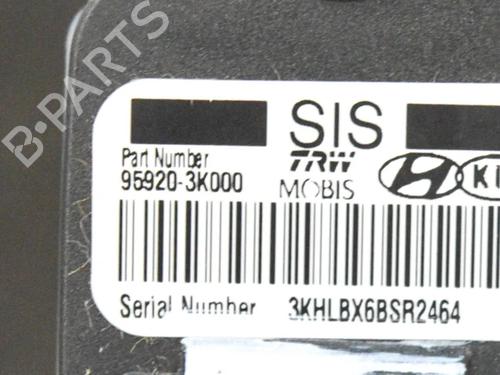 B-PARTS
SIS
Part Number
TRW
95920-3K000
MOBIS
Serial Number 3KHLBX6BSR2464